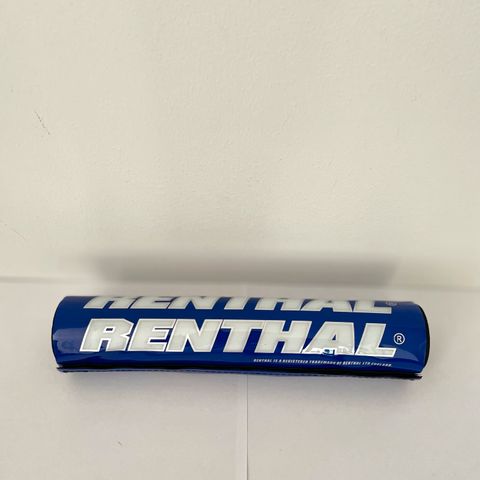 RENTHAL
RENTHAL®
RENTHAL IS A REGISTERED TRADEMARK OF RENTHAL LTD ENGLAND.